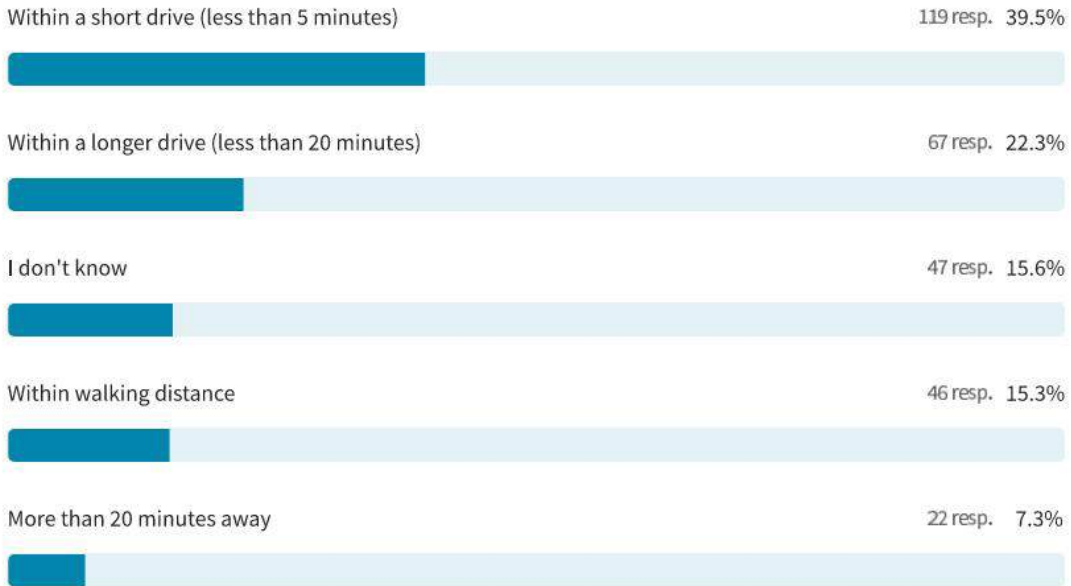 Within a short drive (less than 5 minutes) 119 resp. 39.5%
Within a longer drive (less than 20 minutes) 67 resp. 22.3%
I don't know 47 resp. 15.6%
Within walking distance 46 resp. 15.3%
More than 20 minutes away 22 resp. 7.3%